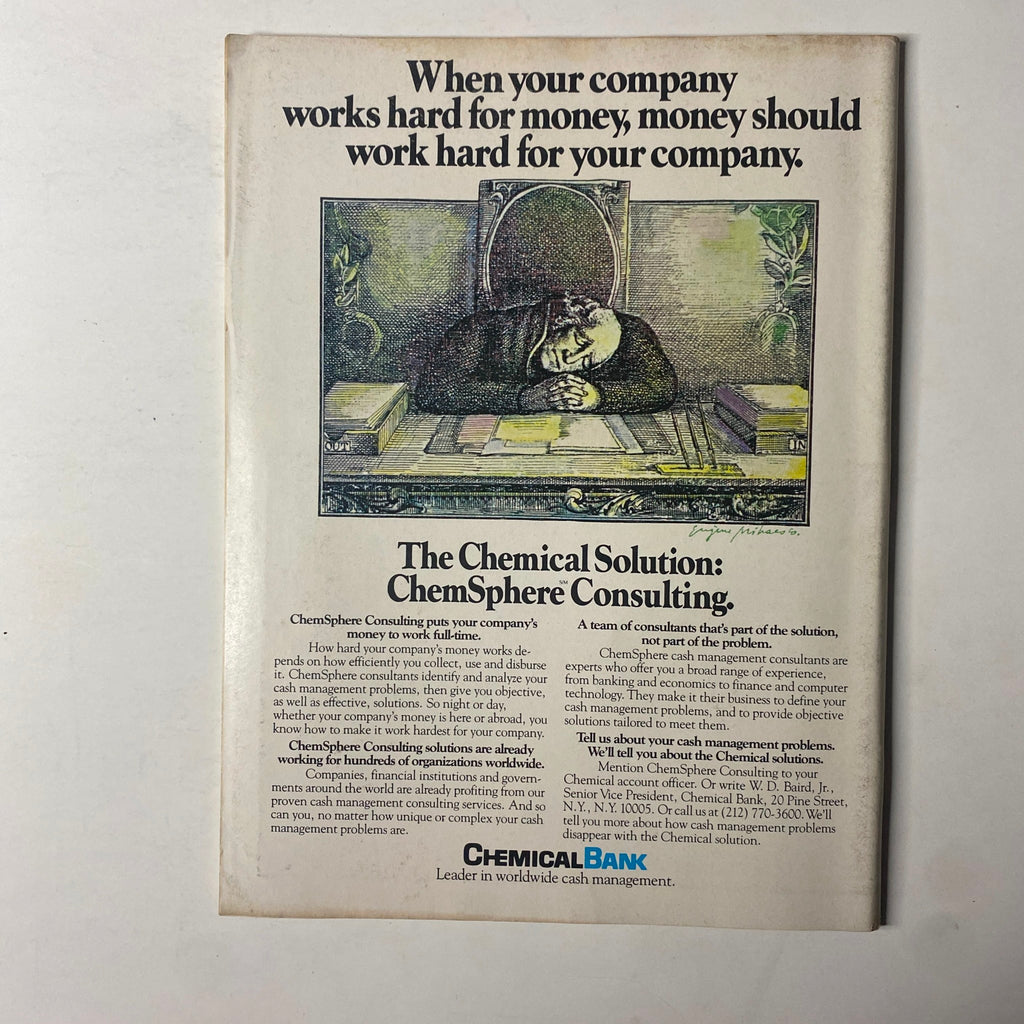 When your company
works hard for money, money should
work hard for your company.
OUT
IN
Eugene Mihaesco.
The Chemical Solution:
ChemSphere℠ Consulting.
ChemSphere Consulting puts your company's
money to work full-time.
How hard your company's money works de-
pends on how efficiently you collect, use and disburse
it. ChemSphere consultants identify and analyze your
cash management problems, then give you objective,
as well as effective, solutions. So night or day,
whether your company's money is here or abroad, you
know how to make it work hardest for your company.
ChemSphere Consulting solutions are already
working for hundreds of organizations worldwide.
Companies, financial institutions and govern-
ments around the world are already profiting from our
proven cash management consulting services. And so
can you, no matter how unique or complex your cash
management problems are.
A team of consultants that's part of the solution,
not part of the problem.
ChemSphere cash management consultants are
experts who offer you a broad range of experience,
from banking and economics to finance and computer
technology. They make it their business to define your
cash management problems, and to provide objective
solutions tailored to meet them.
Tell us about your cash management problems.
We'll tell you about the Chemical solutions.
Mention ChemSphere Consulting to your
Chemical account officer. Or write W. D. Baird, Jr.,
Senior Vice President, Chemical Bank, 20 Pine Street,
N.Y., N.Y. 10005. Or call us at (212) 770-3600. We'll
tell you more about how cash management problems
disappear with the Chemical solution.
CHEMICALBANK
Leader in worldwide cash management.